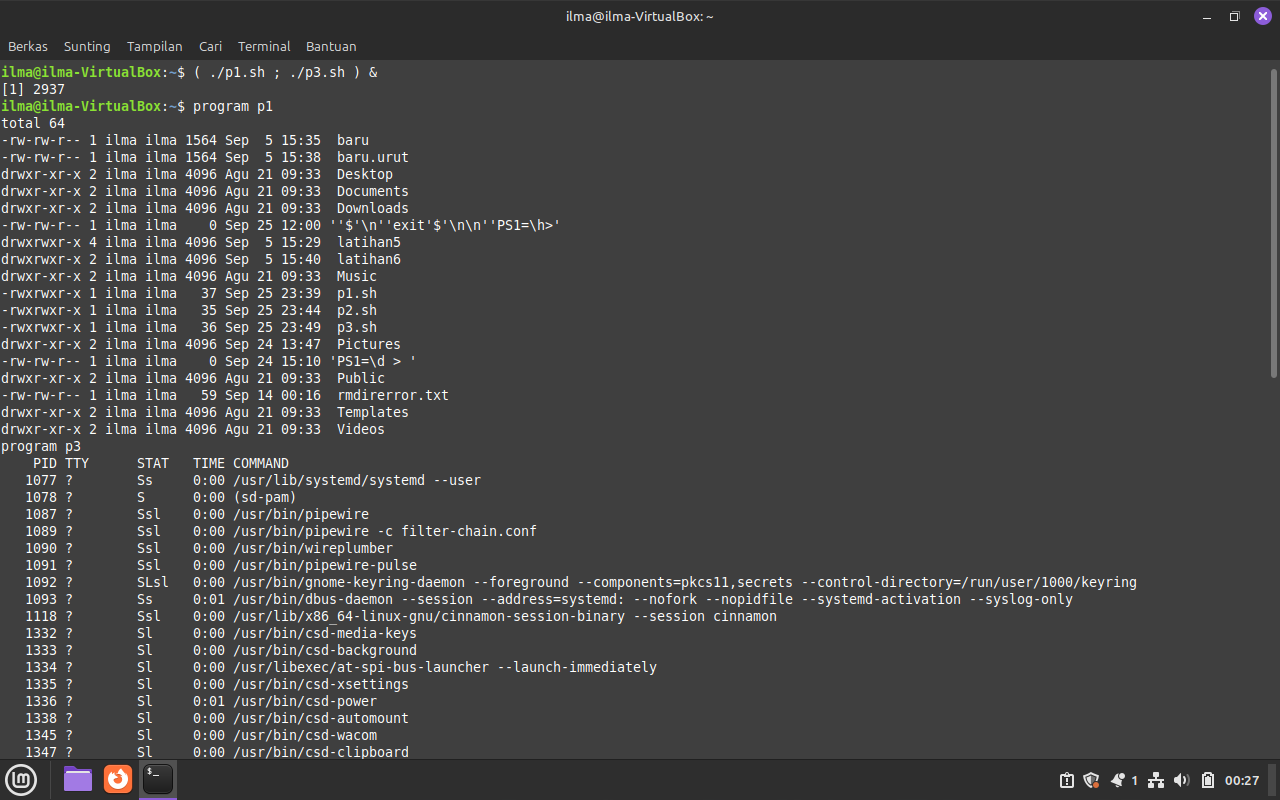 ilma@ilma-VirtualBox: ~
Berkas Sunting Tampilan Cari Terminal Bantuan
ilma@ilma-VirtualBox:~$ ( ./p1.sh ; ./p3.sh ) &
[1] 2937
ilma@ilma-VirtualBox:~$ program p1
total 64
-rw-rw-r-- 1 ilma ilma 1564 Sep  5 15:35  baru
-rw-rw-r-- 1 ilma ilma 1564 Sep  5 15:38  baru.urut
drwxr-xr-x 2 ilma ilma 4096 Agu 21 09:33  Desktop
drwxr-xr-x 2 ilma ilma 4096 Agu 21 09:33  Documents
drwxr-xr-x 2 ilma ilma 4096 Agu 21 09:33  Downloads
-rw-rw-r-- 1 ilma ilma    0 Sep 25 12:00 ''$'\n''exit'$'\n\n''PS1=\h>'
drwxrwxr-x 4 ilma ilma 4096 Sep  5 15:29  latihan5
drwxrwxr-x 2 ilma ilma 4096 Sep  5 15:40  latihan6
drwxr-xr-x 2 ilma ilma 4096 Agu 21 09:33  Music
-rwxrwxr-x 1 ilma ilma   37 Sep 25 23:39  p1.sh
-rwxrwxr-x 1 ilma ilma   35 Sep 25 23:44  p2.sh
-rwxrwxr-x 1 ilma ilma   36 Sep 25 23:49  p3.sh
drwxr-xr-x 2 ilma ilma 4096 Sep 24 13:47  Pictures
-rw-rw-r-- 1 ilma ilma    0 Sep 24 15:10 'PS1=\d > '
drwxr-xr-x 2 ilma ilma 4096 Agu 21 09:33  Public
-rw-rw-r-- 1 ilma ilma   59 Sep 14 00:16  rmdirerror.txt
drwxr-xr-x 2 ilma ilma 4096 Agu 21 09:33  Templates
drwxr-xr-x 2 ilma ilma 4096 Agu 21 09:33  Videos
program p3
    PID TTY      STAT   TIME COMMAND
   1077 ?        Ss     0:00 /usr/lib/systemd/systemd --user
   1078 ?        S      0:00 (sd-pam)
   1087 ?        Ssl    0:00 /usr/bin/pipewire
   1089 ?        Ssl    0:00 /usr/bin/pipewire -c filter-chain.conf
   1090 ?        Ssl    0:00 /usr/bin/wireplumber
   1091 ?        Ssl    0:00 /usr/bin/pipewire-pulse
   1092 ?        SLsl   0:00 /usr/bin/gnome-keyring-daemon --foreground --components=pkcs11,secrets --control-directory=/run/user/1000/keyring
   1093 ?        Ss     0:01 /usr/bin/dbus-daemon --session --address=systemd: --nofork --nopidfile --systemd-activation --syslog-only
   1118 ?        Ssl    0:00 /usr/lib/x86_64-linux-gnu/cinnamon-session-binary --session cinnamon
   1332 ?        Sl     0:00 /usr/bin/csd-media-keys
   1333 ?        Sl     0:00 /usr/bin/csd-background
   1334 ?        Sl     0:00 /usr/libexec/at-spi-bus-launcher --launch-immediately
   1335 ?        Sl     0:00 /usr/bin/csd-xsettings
   1336 ?        Sl     0:01 /usr/bin/csd-power
   1338 ?        Sl     0:00 /usr/bin/csd-automount
   1345 ?        Sl     0:00 /usr/bin/csd-wacom
   1347 ?        Sl     0:00 /usr/bin/csd-clipboard
1 00:27